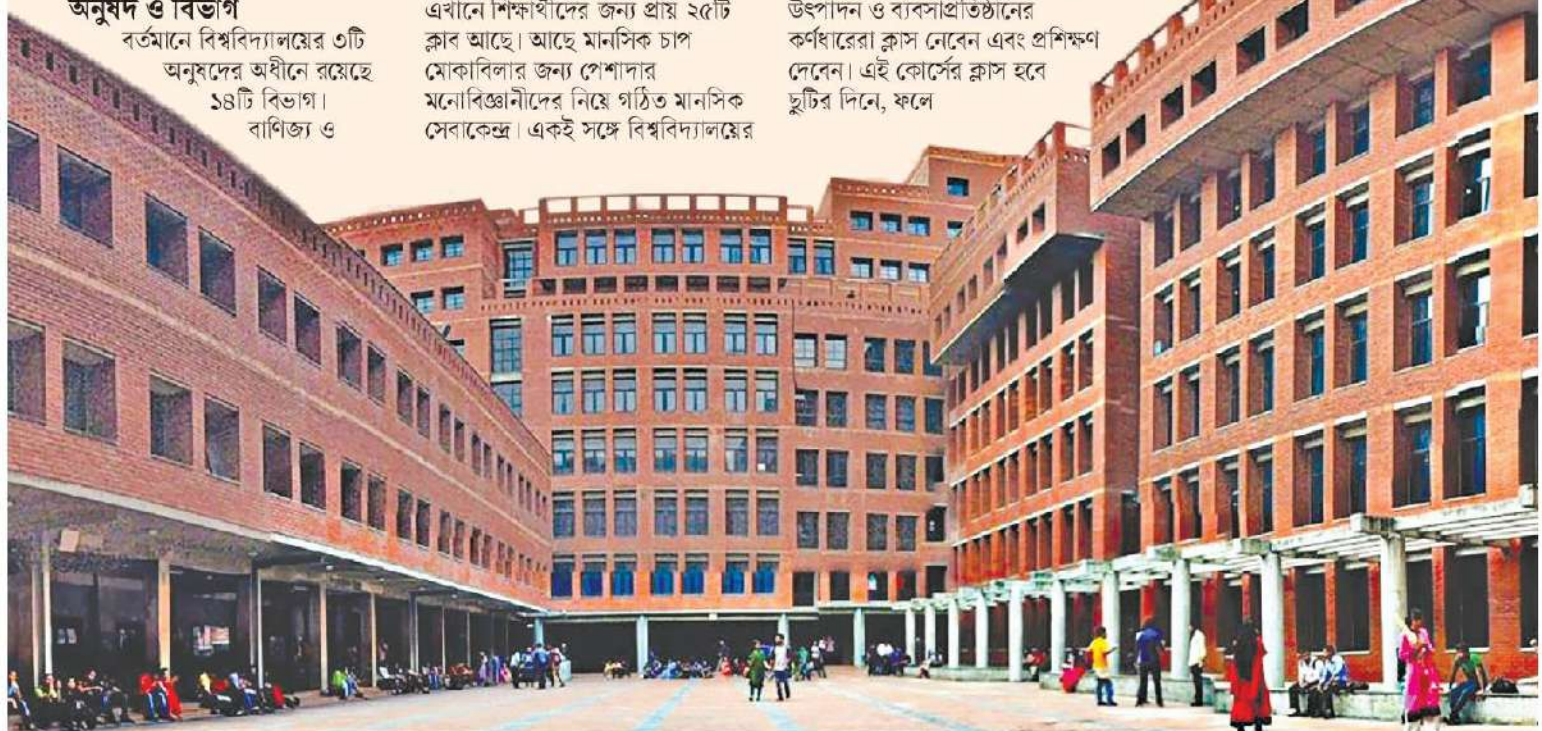 অনুষদ ও বিভাগ
বর্তমানে বিশ্ববিদ্যালয়ের ৩টি
অনুষদের অধীনে রয়েছে
১৪টি বিভাগ।
বাণিজ্য ও
এখানে শিক্ষার্থীদের জন্য প্রায় ২৫টি
ক্লাব আছে। আছে মানসিক চাপ
মোকাবিলার জন্য পেশাদার
মনোবিজ্ঞানীদের নিয়ে গঠিত মানসিক
সেবাকেন্দ্র। একই সঙ্গে বিশ্ববিদ্যালয়ের
উৎপাদন ও ব্যবসাপ্রতিষ্ঠানের
কর্ণধারেরা ক্লাস নেবেন এবং প্রশিক্ষণ
দেবেন। এই কোর্সের ক্লাস হবে
ছুটির দিনে, ফলে